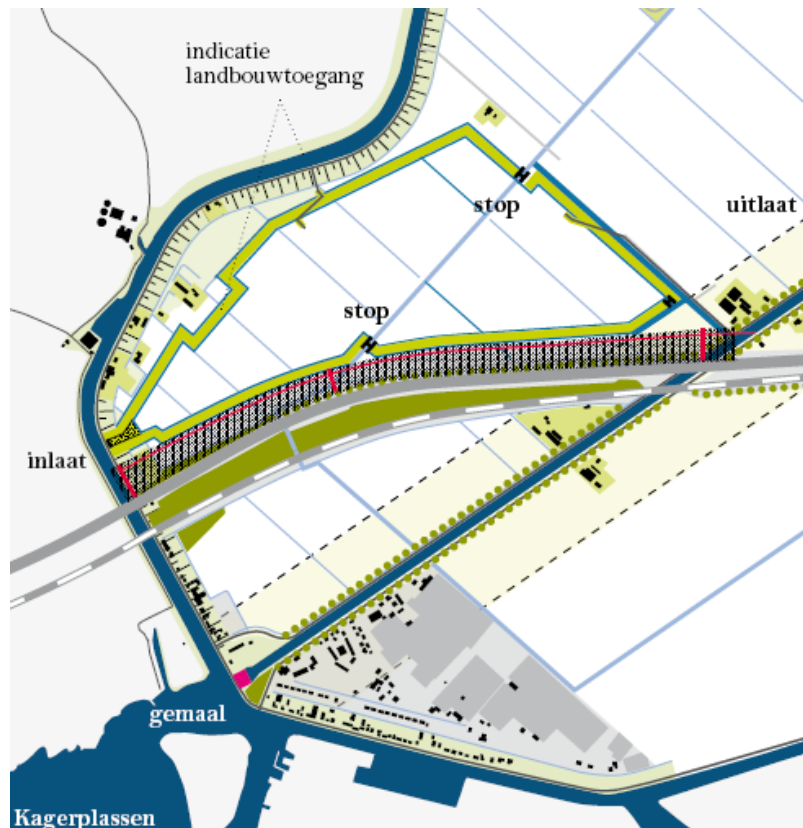 indicatie
landbouwtoegang
stop
uitlaat
stop
inlaat
gemaal
Kagerplassen